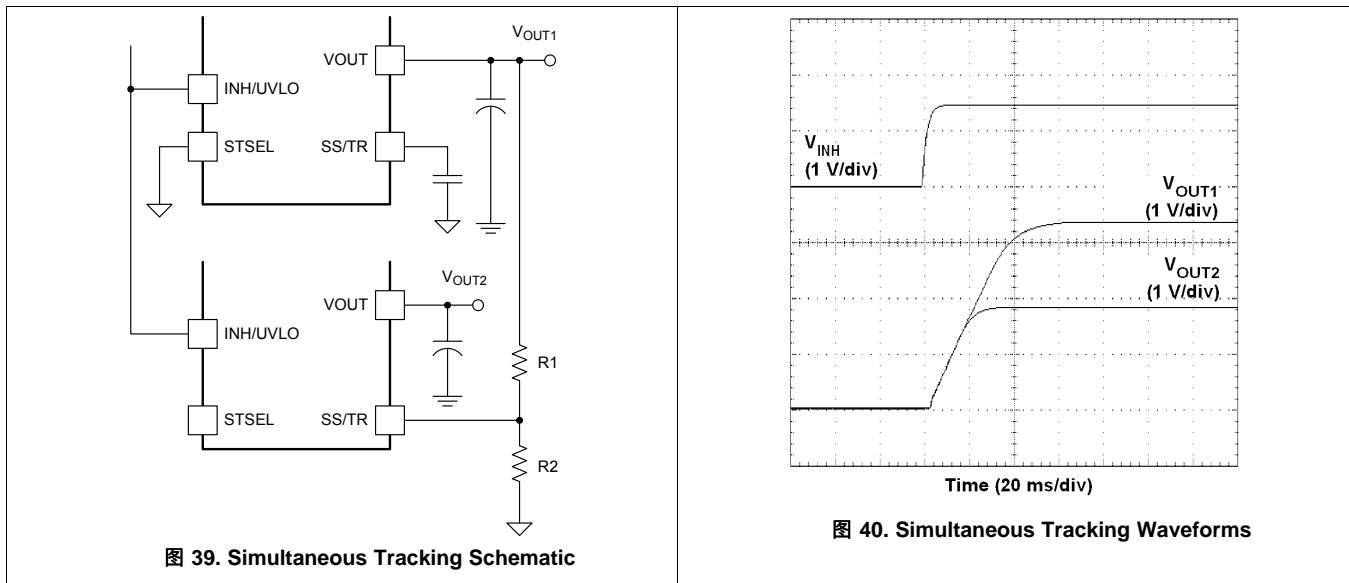 VOUT
VOUT1
INH/UVLO
STSEL
SS/TR
VOUT2
VOUT
INH/UVLO
R1
STSEL
SS/TR
R2
图 39. Simultaneous Tracking Schematic
VINH
(1 V/div)
VOUT1
(1 V/div)
VOUT2
(1 V/div)
Time (20 ms/div)
图 40. Simultaneous Tracking Waveforms